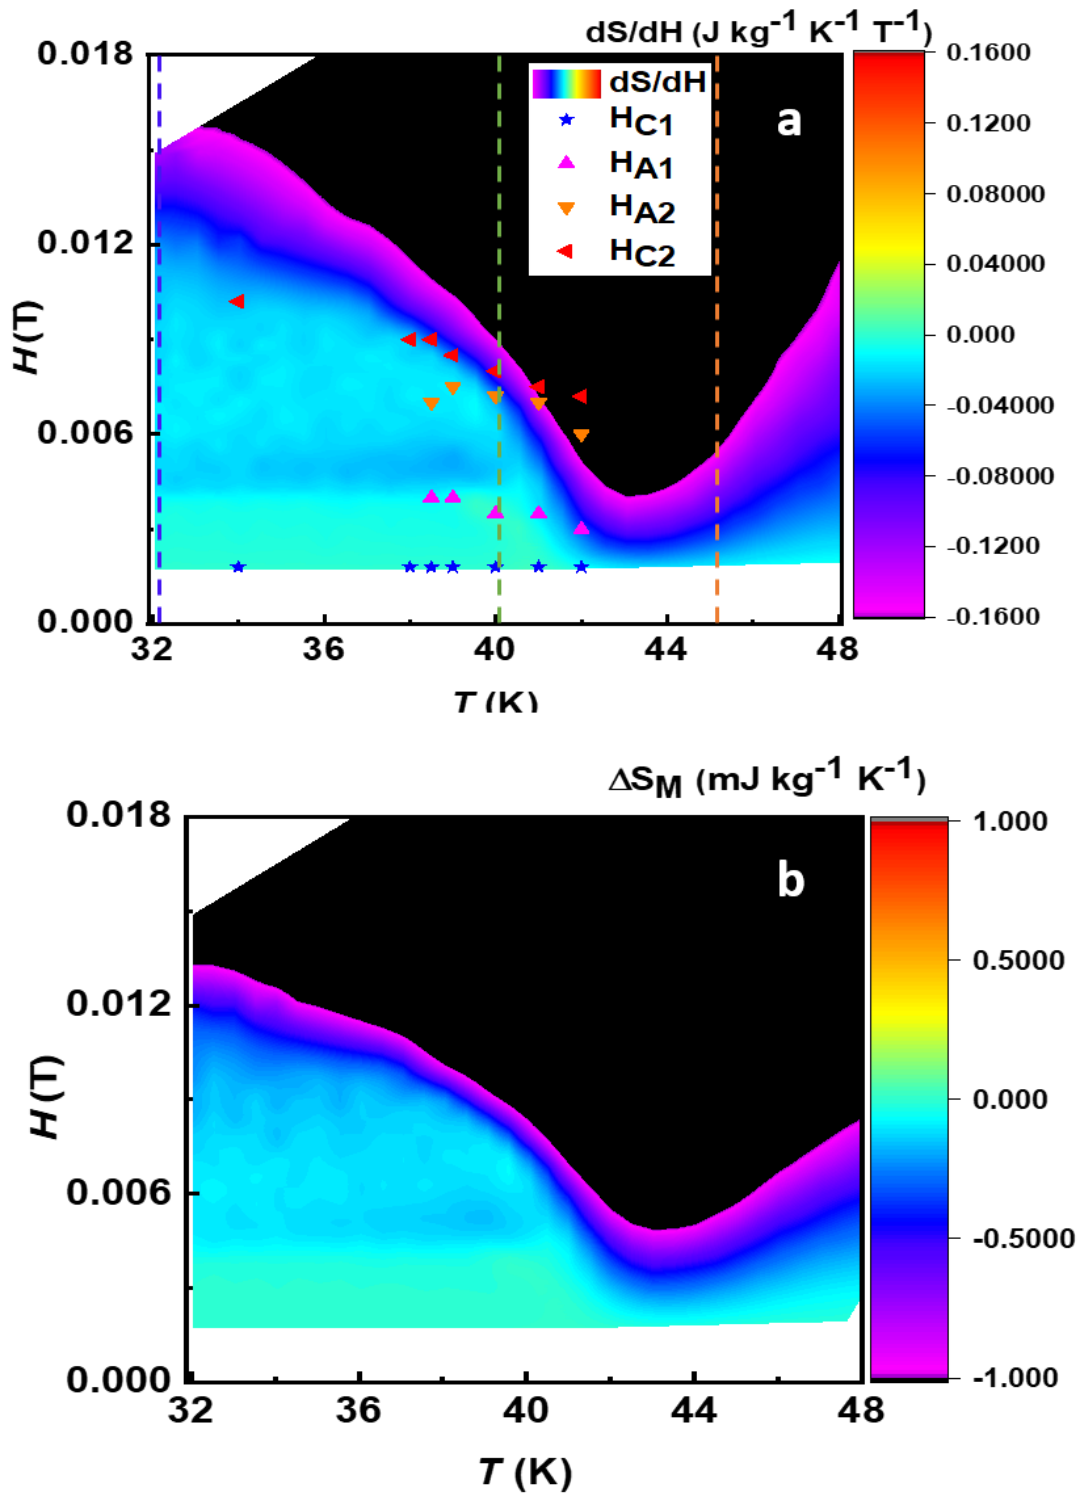 dS/dH (J kg-1 K-1 T-1)
0.018
0.012
0.006
0.000
H(T)
a
dS/dH
HC1
HA1
HA2
HC2
0.1600
0.1200
0.08000
0.04000
0.000
-0.04000
-0.08000
-0.1200
-0.1600
32 36 40 44 48
T (K)
ΔSM (mJ kg-1 K-1)
0.018
0.012
0.006
0.000
H(T)
b
1.000
0.5000
0.000
-0.5000
-1.000
32 36 40 44 48
T (K)